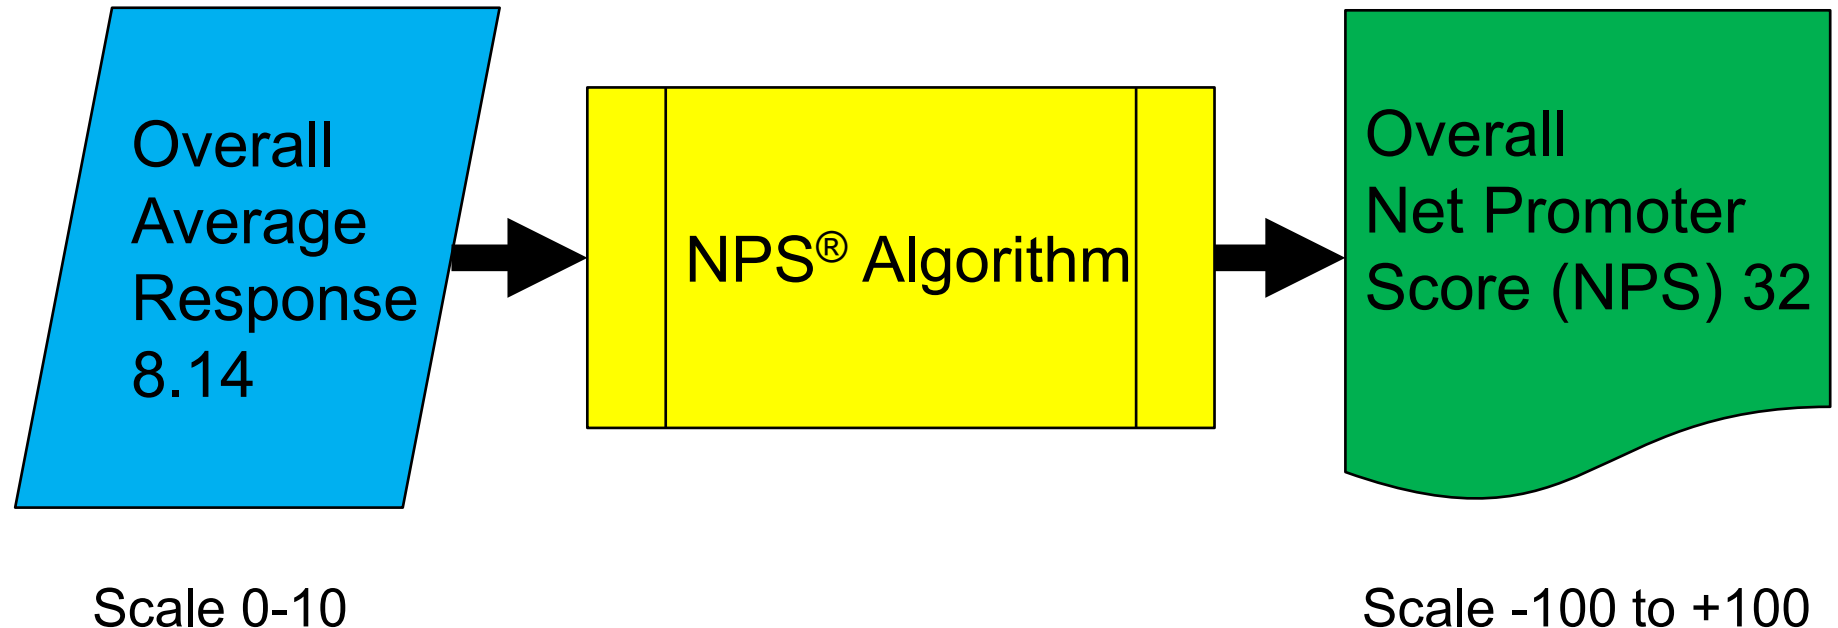 Overall
Average
Response
8.14
NPS® Algorithm
Overall
Net Promoter
Score (NPS) 32
Scale 0-10
Scale -100 to +100